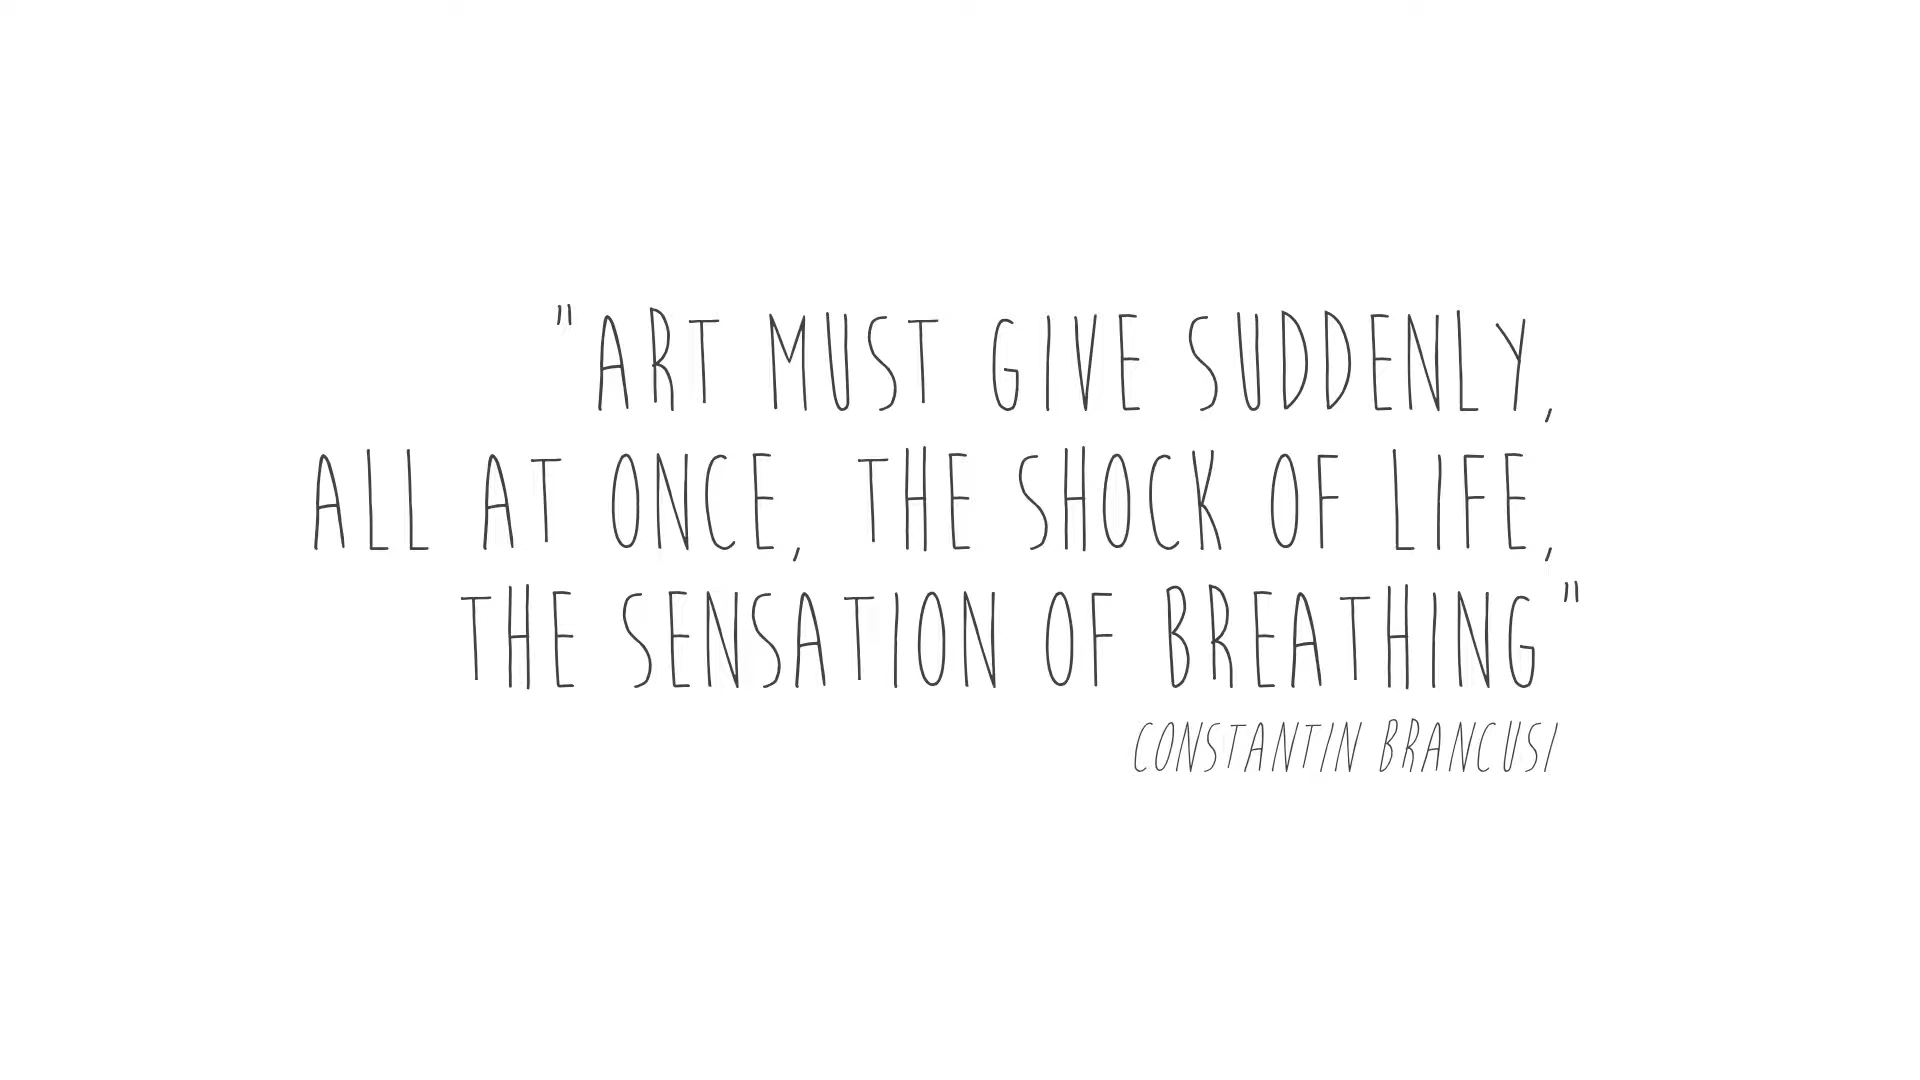 "ART MUST GIVE SUDDENLY,
ALL AT ONCE, THE SHOCK OF LIFE,
THE SENSATION OF BREATHING"
CONSTANTIN BRANCUSI